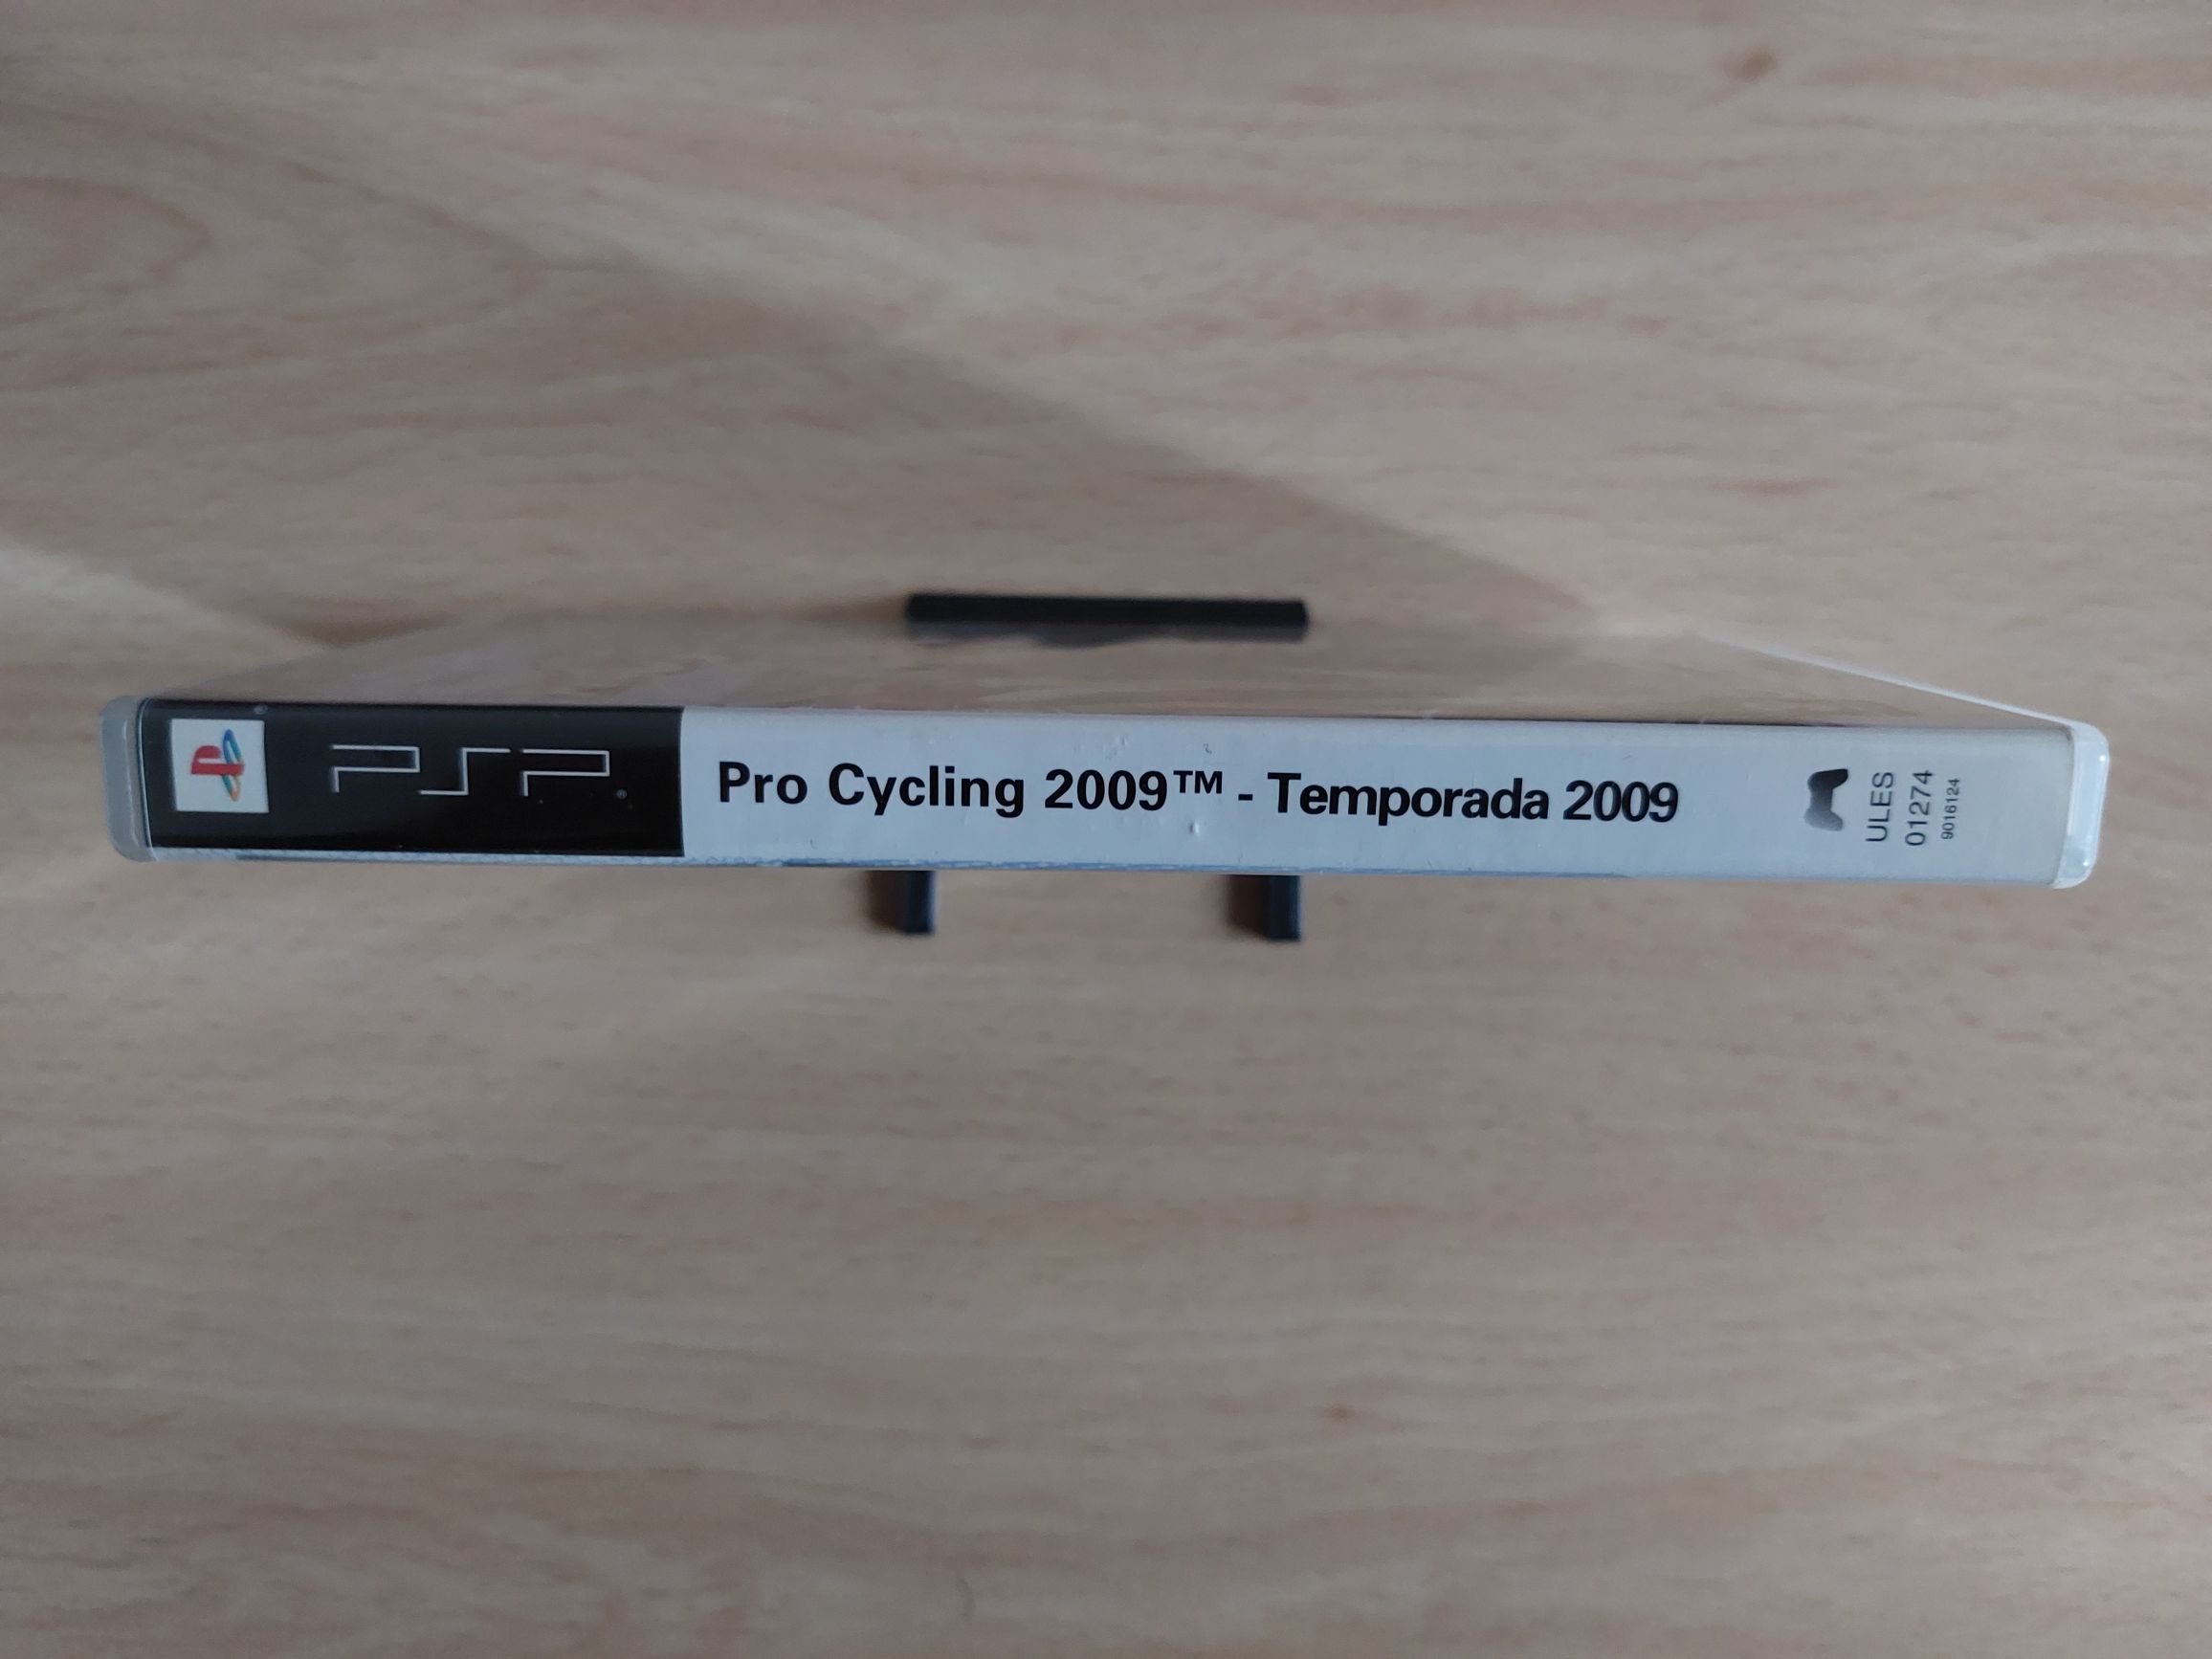 PSP®
Pro Cycling 2009™ - Temporada 2009
ULES
01274
9016124